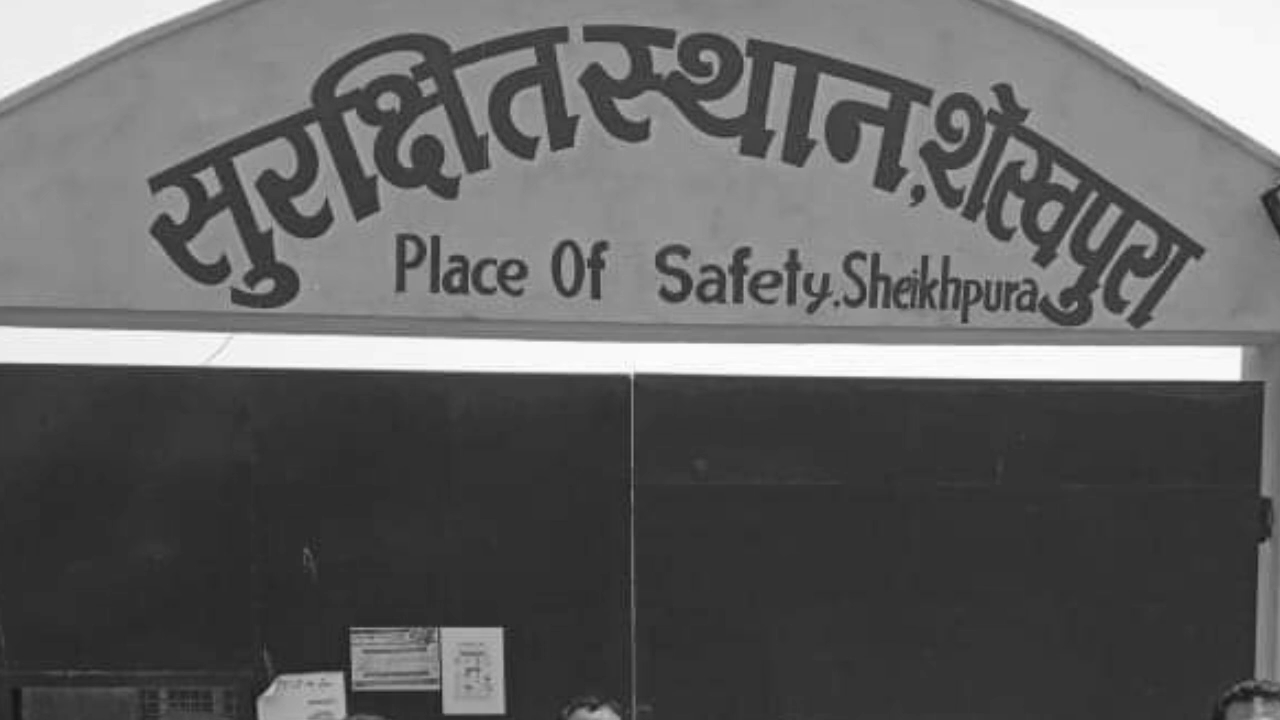 सुरक्षित स्थान, शेखपुरा
Place Of Safety. Sheikhpura